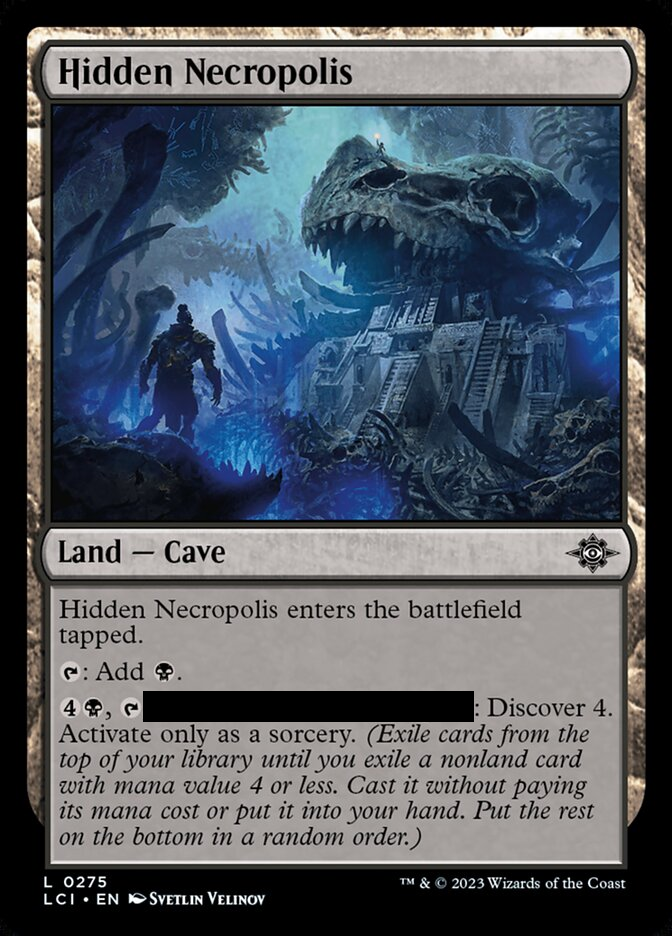 Hidden Necropolis
Land — Cave
Hidden Necropolis enters the battlefield
tapped.
: Add .
4, : Discover 4.
Activate only as a sorcery. (Exile cards from the
top of your library until you exile a nonland card
with mana value 4 or less. Cast it without paying
its mana cost or put it into your hand. Put the rest
on the bottom in a random order.)
L 0275
LCI • EN Svetlin Velinov
™ & © 2023 Wizards of the Coast